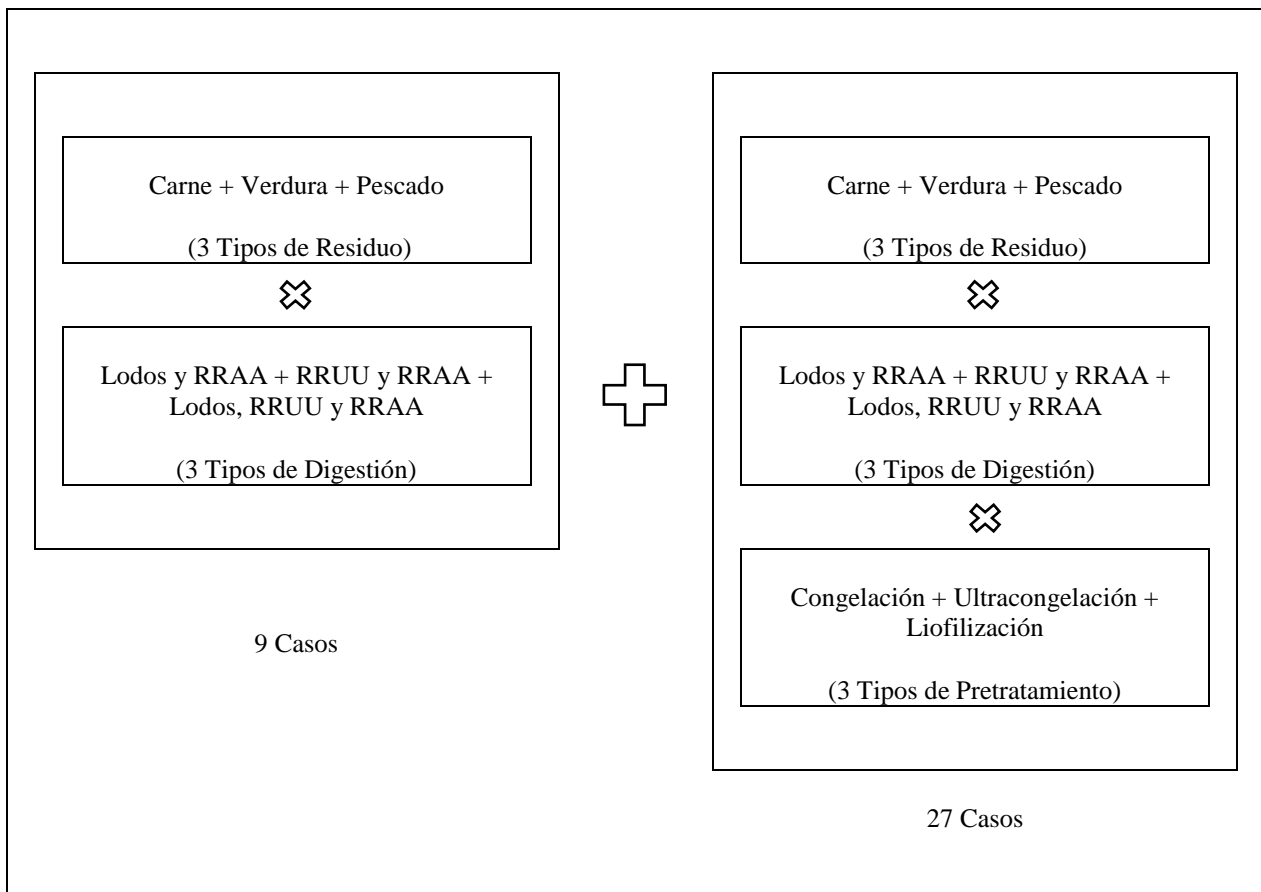 Carne + Verdura + Pescado
(3 Tipos de Residuo)
Lodos y RRAA + RRUU y RRAA +
Lodos, RRUU y RRAA
(3 Tipos de Digestión)
9 Casos
Carne + Verdura + Pescado
(3 Tipos de Residuo)
Lodos y RRAA + RRUU y RRAA +
Lodos, RRUU y RRAA
(3 Tipos de Digestión)
Congelación + Ultracongelación +
Liofilización
(3 Tipos de Pretratamiento)
27 Casos